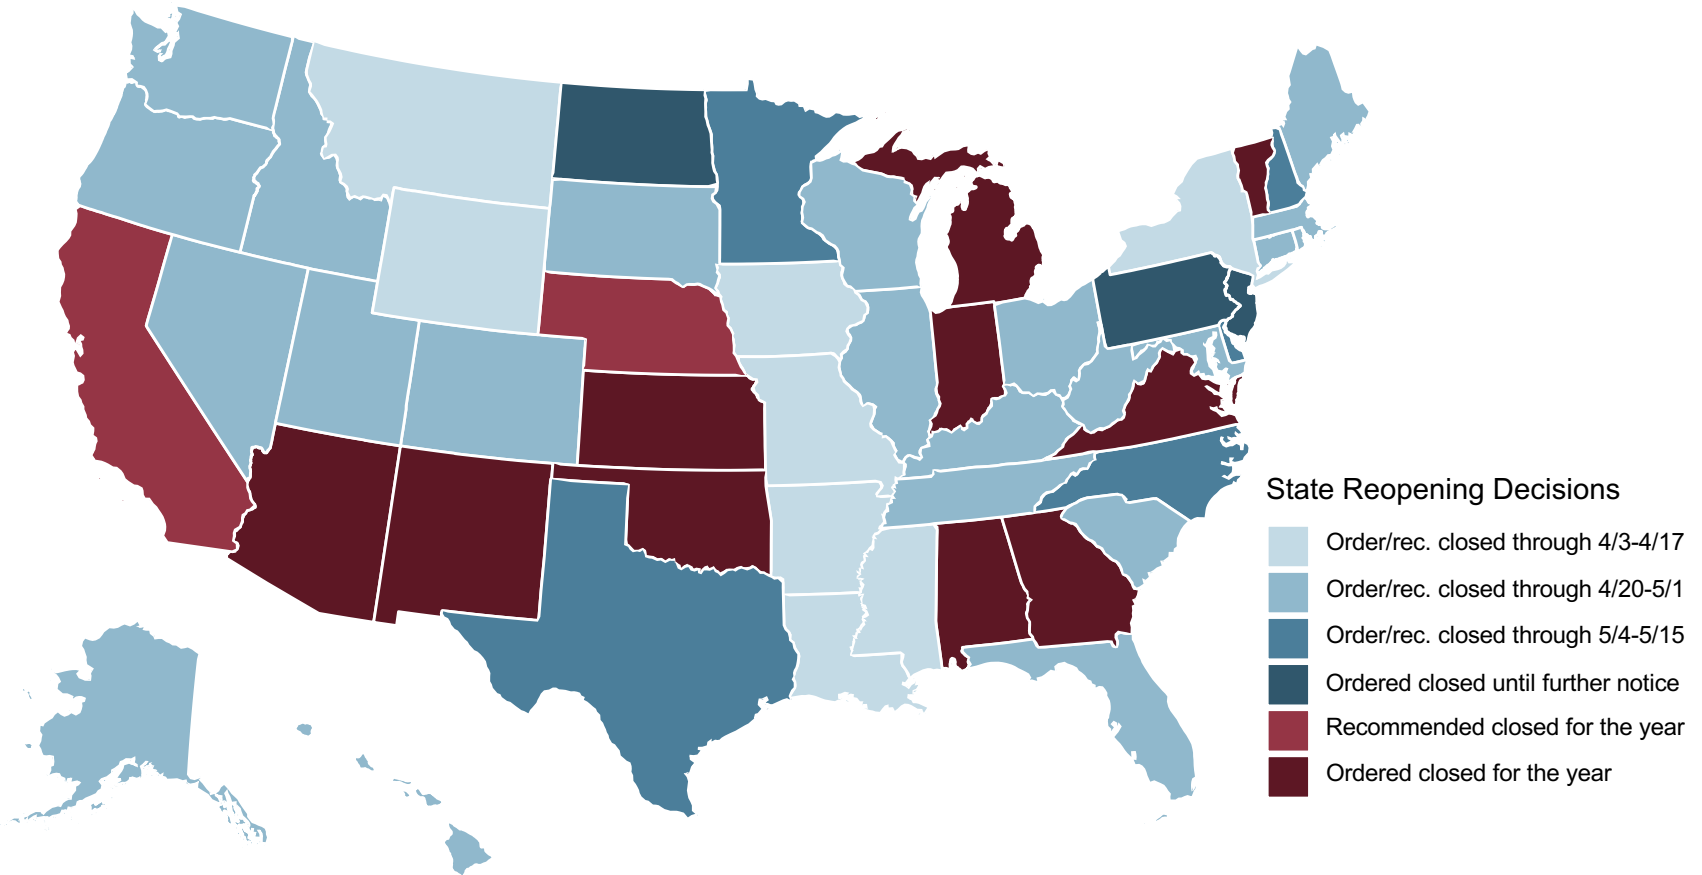 State Reopening Decisions
Order/rec. closed through 4/3-4/17
Order/rec. closed through 4/20-5/1
Order/rec. closed through 5/4-5/15
Ordered closed until further notice
Recommended closed for the year
Ordered closed for the year